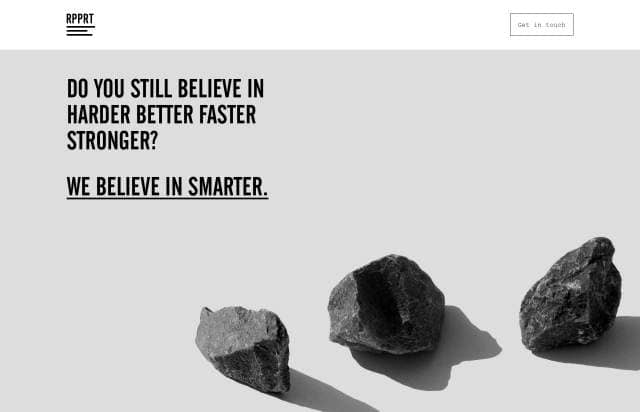 RPPRT
Get in touch
DO YOU STILL BELIEVE IN
HARDER BETTER FASTER
STRONGER?
WE BELIEVE IN SMARTER.